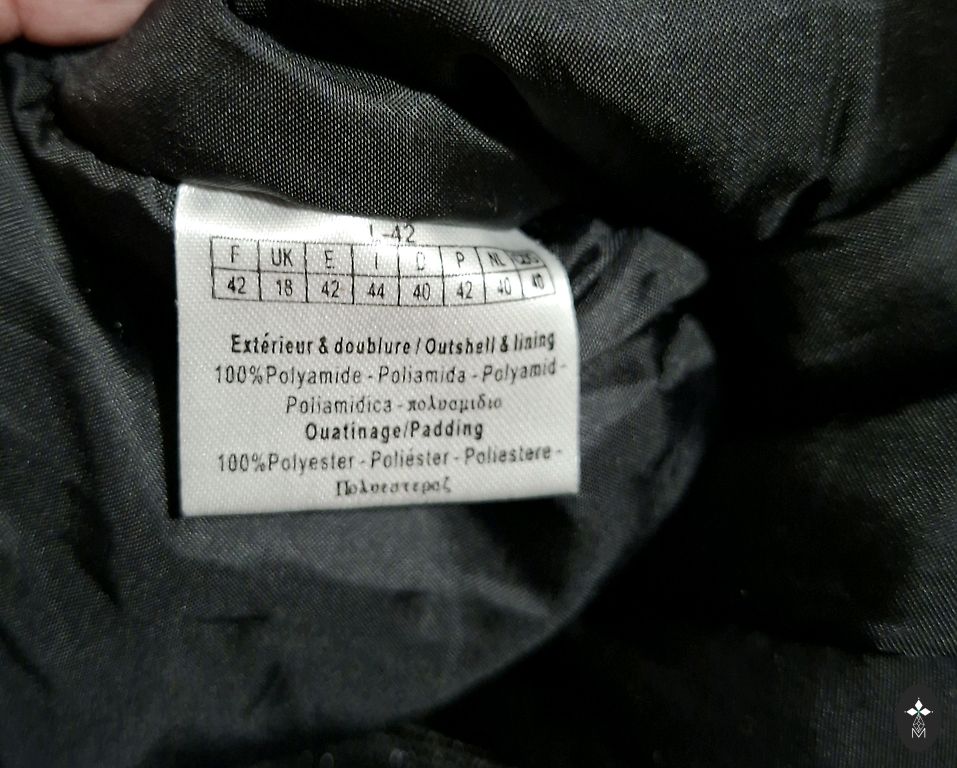 L-42
F UK E I D P NL
42 18 42 44 40 42 40 40
Extérieur & doublure / Outshell & lining
100%Polyamide - Poliamida - Polyamid -
Poliamidica - πολυαμιδιο
Ouatinage/Padding
100%Polyester - Poliéster - Poliestere -
Πολυεστεραζ